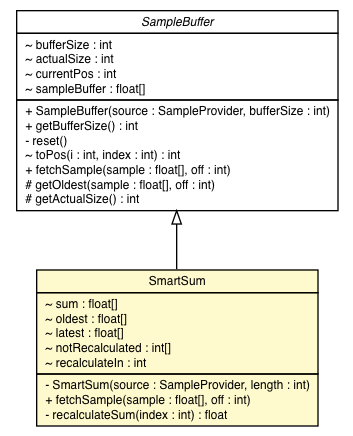 SampleBuffer
~ bufferSize : int
~ actualSize : int
~ currentPos : int
~ sampleBuffer : float[]
+ SampleBuffer(source : SampleProvider, bufferSize : int)
+ getBufferSize() : int
- reset()
~ toPos(i : int, index : int) : int
+ fetchSample(sample : float[], off : int)
# getOldest(sample : float[], off : int)
# getActualSize() : int
SmartSum
~ sum : float[]
~ oldest : float[]
~ latest : float[]
~ notRecalculated : int[]
~ recalculateIn : int
- SmartSum(source : SampleProvider, length : int)
+ fetchSample(sample : float[], off : int)
- recalculateSum(index : int) : float